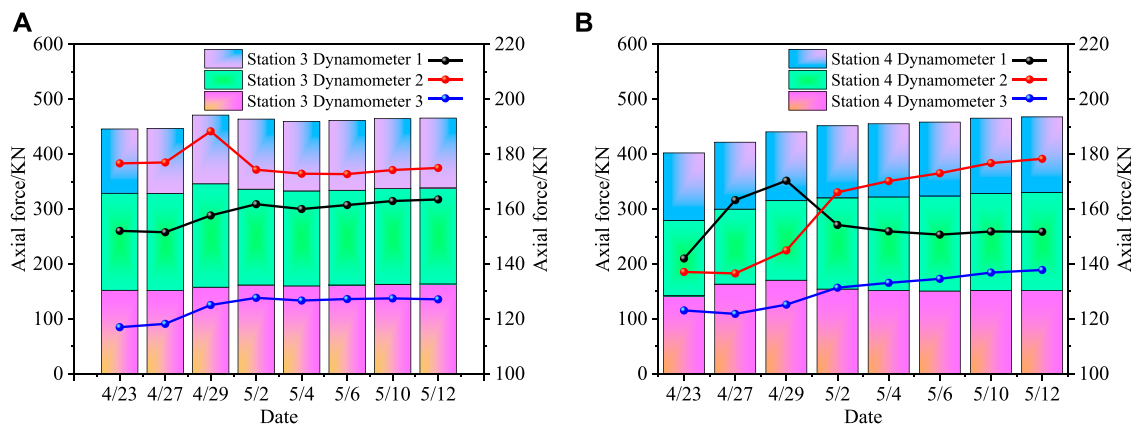 A
600
500
400
300
200
100
0
Axial force/KN
220
200
180
160
140
120
100
Axial force/KN
Station 3 Dynamometer 1
Station 3 Dynamometer 2
Station 3 Dynamometer 3
4/23 4/27 4/29 5/2 5/4 5/6 5/10 5/12
Date
B
600
500
400
300
200
100
0
Axial force/KN
220
200
180
160
140
120
100
Axial force/KN
Station 4 Dynamometer 1
Station 4 Dynamometer 2
Station 4 Dynamometer 3
4/23 4/27 4/29 5/2 5/4 5/6 5/10 5/12
Date